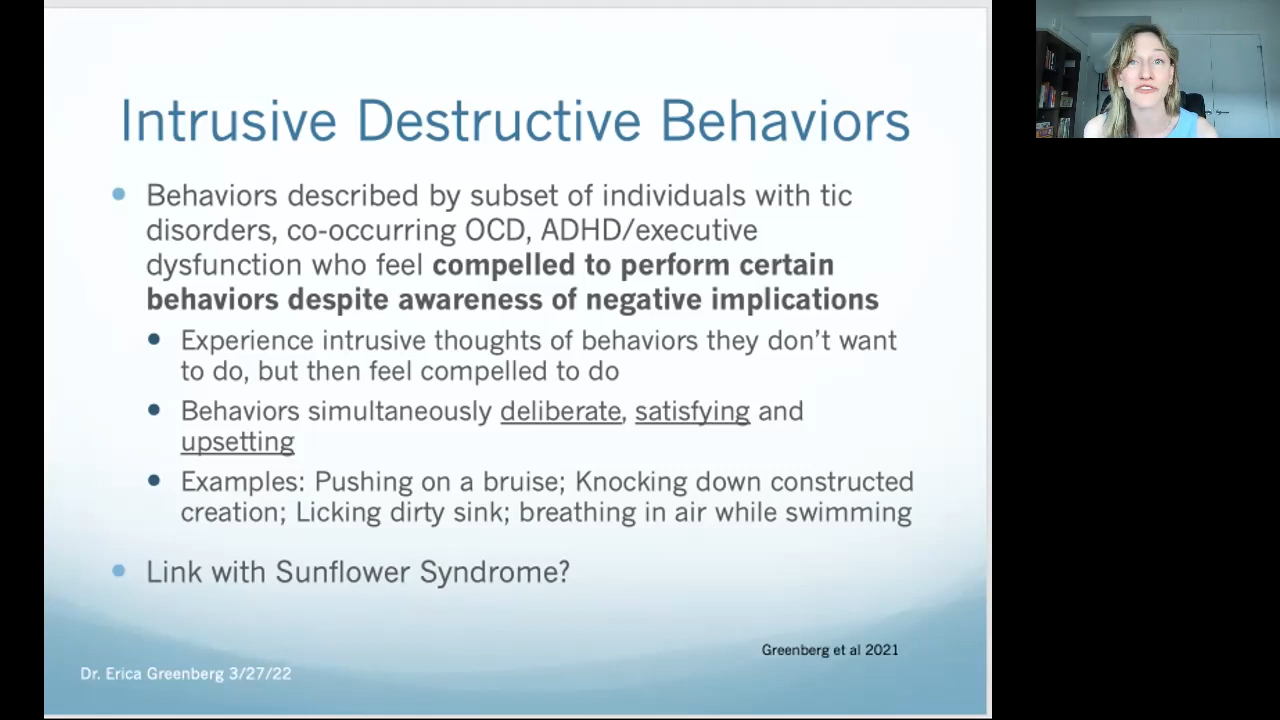 Intrusive Destructive Behaviors
Behaviors described by subset of individuals with tic
disorders, co-occurring OCD, ADHD/executive
dysfunction who feel compelled to perform certain
behaviors despite awareness of negative implications
Experience intrusive thoughts of behaviors they don't want
to do, but then feel compelled to do
Behaviors simultaneously deliberate, satisfying and
upsetting
Examples: Pushing on a bruise; Knocking down constructed
creation; Licking dirty sink; breathing in air while swimming
Link with Sunflower Syndrome?
Greenberg et al 2021
Dr. Erica Greenberg 3/27/22